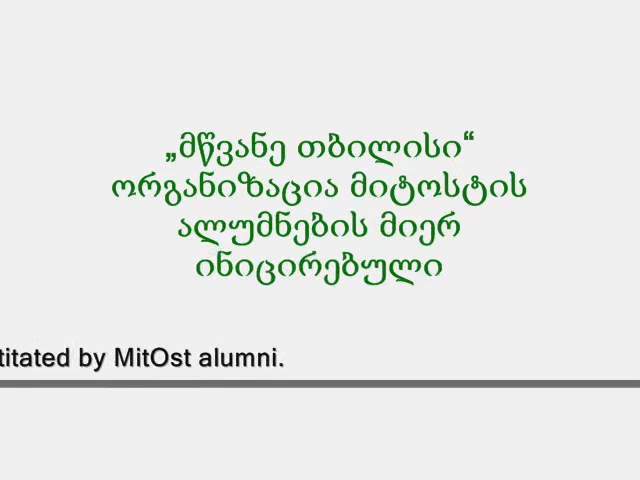 „მწვანე თბილისი“
ორგანიზაცია მიტოსტის
ალუმნების მიერ
ინიცირებული
titated by MitOst alumni.